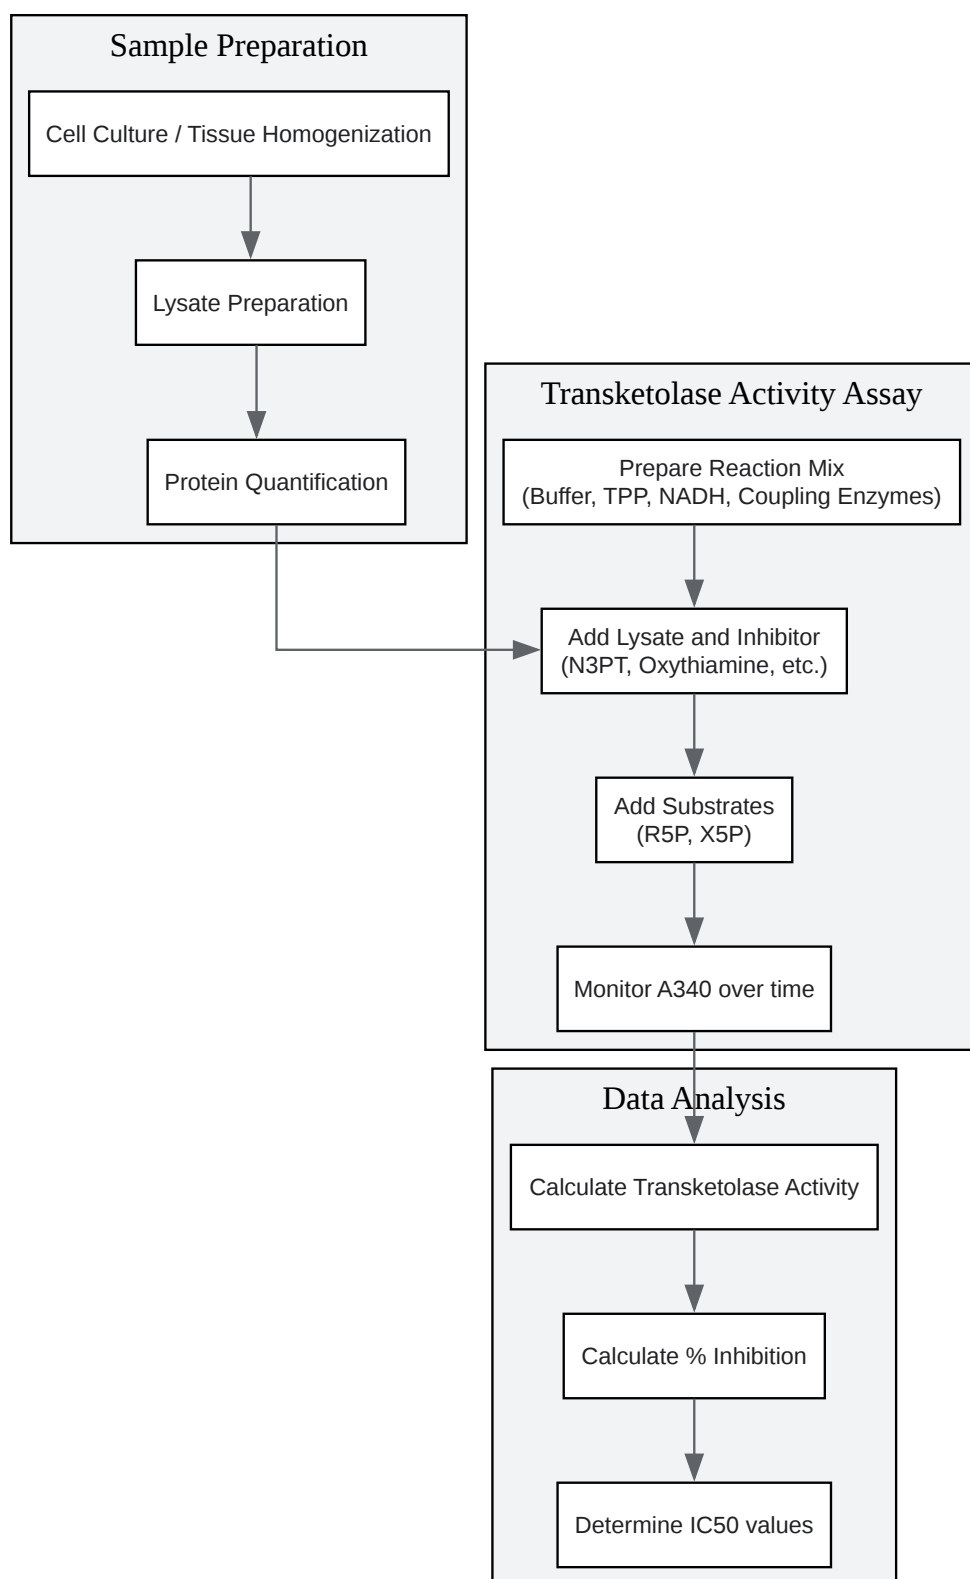 Sample Preparation
Cell Culture / Tissue Homogenization
Lysate Preparation
Protein Quantification
Transketolase Activity Assay
Prepare Reaction Mix
(Buffer, TPP, NADH, Coupling Enzymes)
Add Lysate and Inhibitor
(N3PT, Oxythiamine, etc.)
Add Substrates
(R5P, X5P)
Monitor A340 over time
Data Analysis
Calculate Transketolase Activity
Calculate % Inhibition
Determine IC50 values